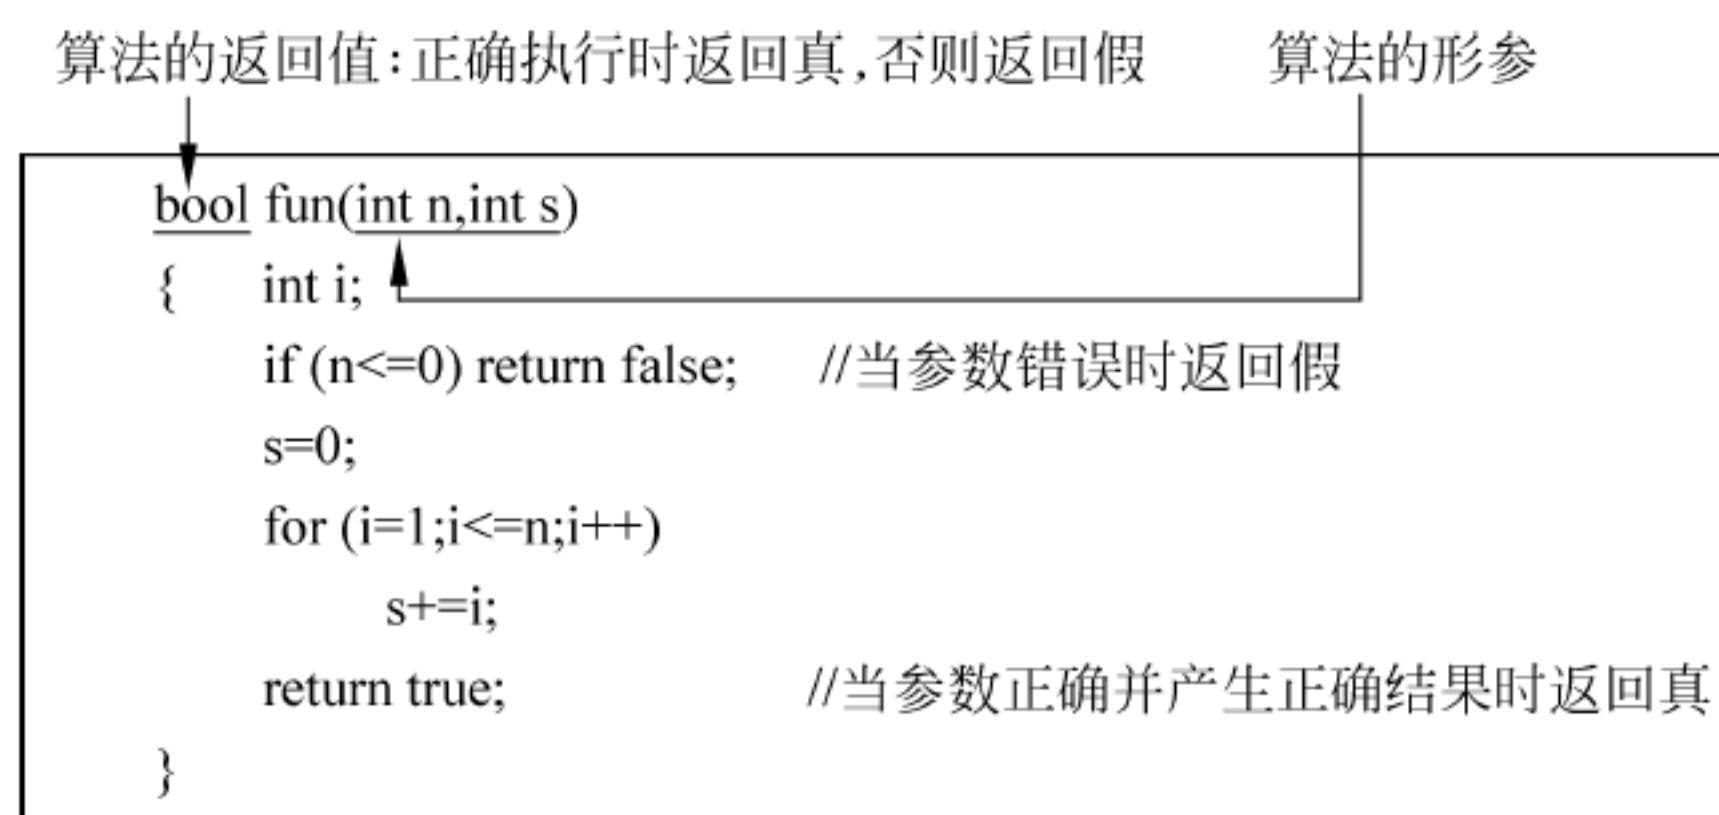 算法的返回值:正确执行时返回真,否则返回假 算法的形参
bool fun(int n,int s)
{ int i;
if (n<=0) return false; //当参数错误时返回假
s=0;
for (i=1;i<=n;i++)
s+=i;
return true; //当参数正确并产生正确结果时返回真
}